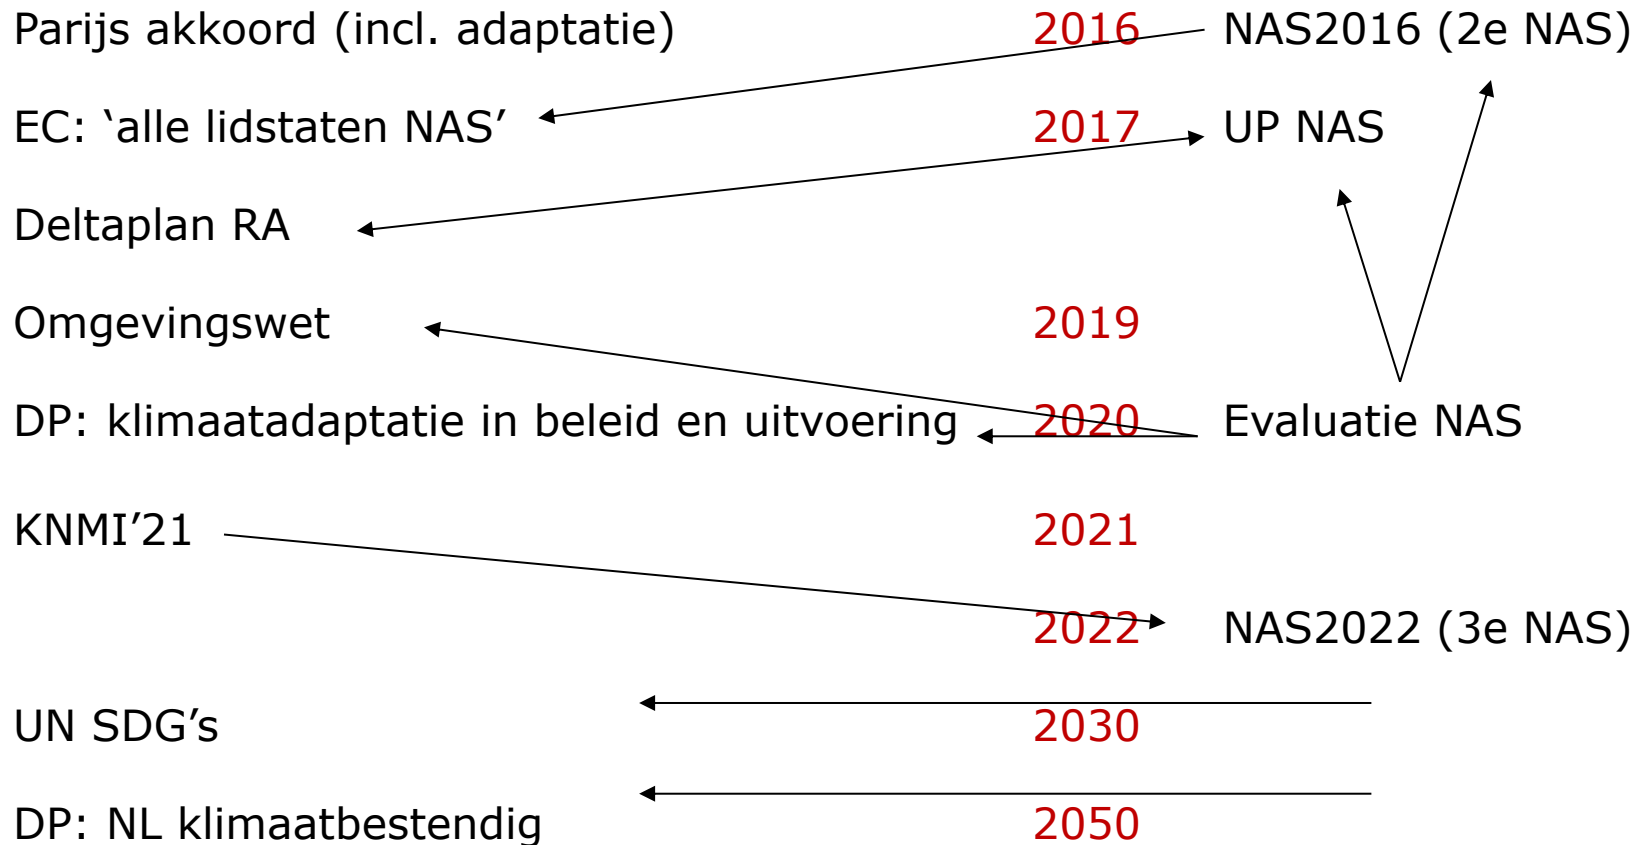 Parijs akkoord (incl. adaptatie) 2016 NAS2016 (2e NAS)
EC: ‘alle lidstaten NAS’ 2017 UP NAS
Deltaplan RA
Omgevingswet 2019
DP: klimaatadaptatie in beleid en uitvoering 2020 Evaluatie NAS
KNMI’21 2021
2022 NAS2022 (3e NAS)
UN SDG’s 2030
DP: NL klimaatbestendig 2050